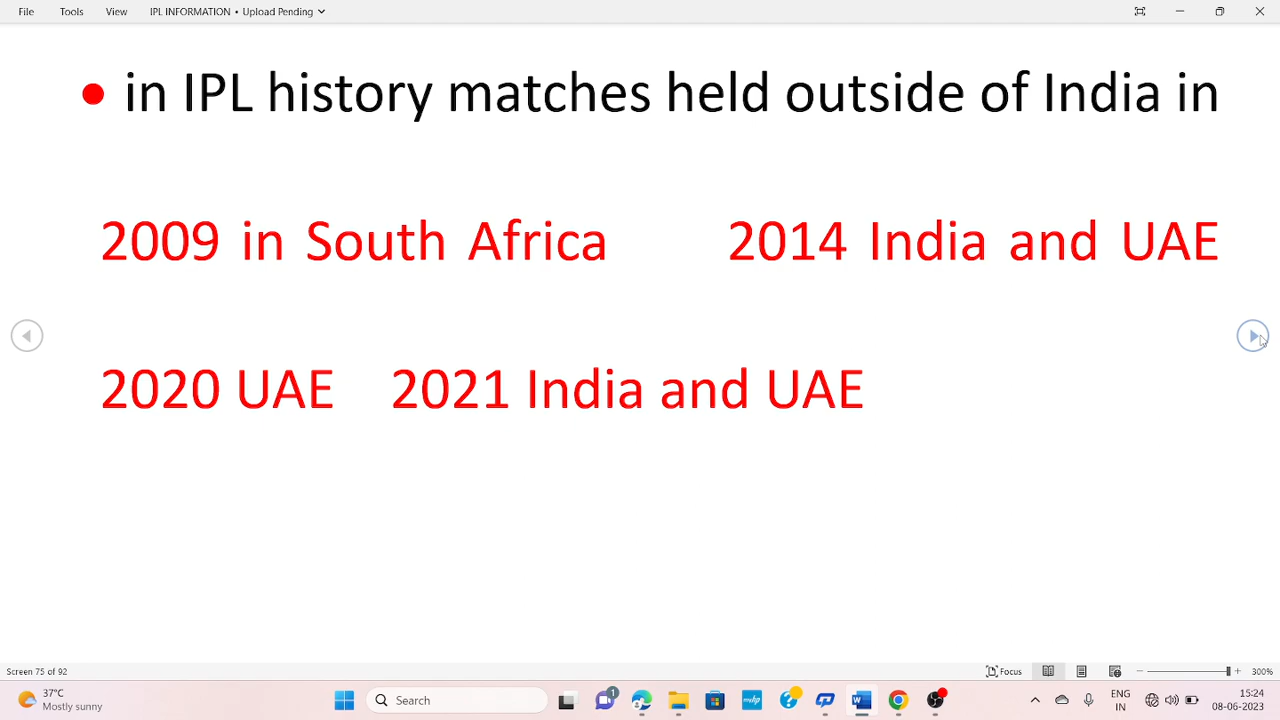 File Tools View IPL INFORMATION • Upload Pending
● in IPL history matches held outside of India in
2009 in South Africa 2014 India and UAE
2020 UAE 2021 India and UAE
Screen 75 of 92 Focus 300%
37°C
Mostly sunny
Search
1
myhp
ENG
IN
15:24
08-06-2023